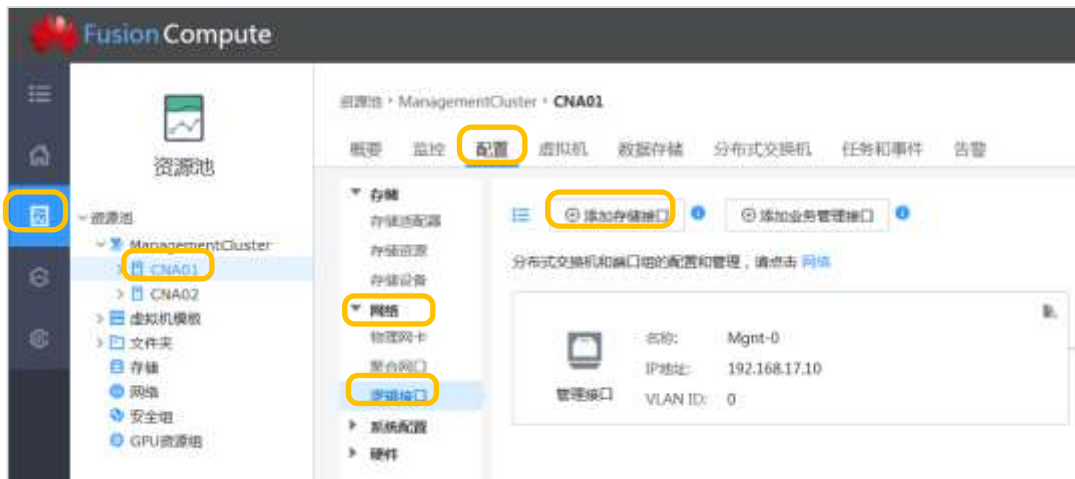 Fusion Compute
资源池
资源池
ManagementCluster
CNA01
CNA02
虚拟机模板
文件夹
存储
网络
安全组
GPU资源组
资源池 ManagementCluster CNA01
概要 监控 配置 虚拟机 数据存储 分布式交换机 任务和事件 告警
存储
存储适配器
存储资源
存储设备
网络
物理网卡
聚合网口
逻辑接口
系统配置
硬件
添加存储接口 添加业务管理接口
分布式交换机和端口组的配置和管理，请点击 网络
管理接口
名称: Mgnt-0
IP地址: 192.168.17.10
VLAN ID: 0